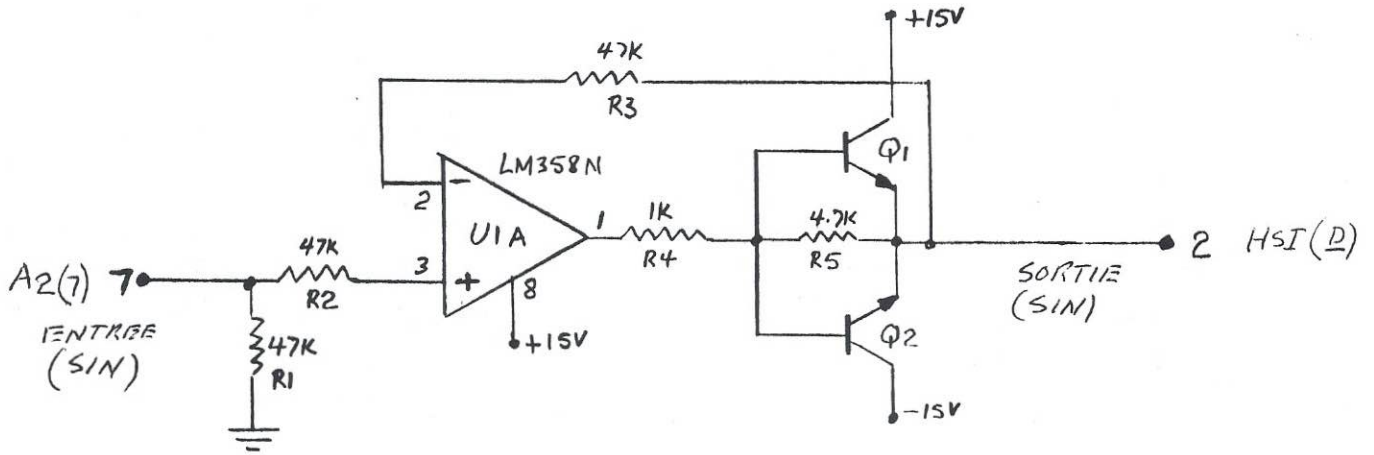 +15V
47K
R3
Q1
LM358N
2
-
U1A
1
1K
R4
4.7K
R5
2 HSI(D)
SORTIE
(SIN)
A2(7) 7
47K
R2
3
+
8
+15V
ENTREE
(SIN)
47K
R1
Q2
-15V